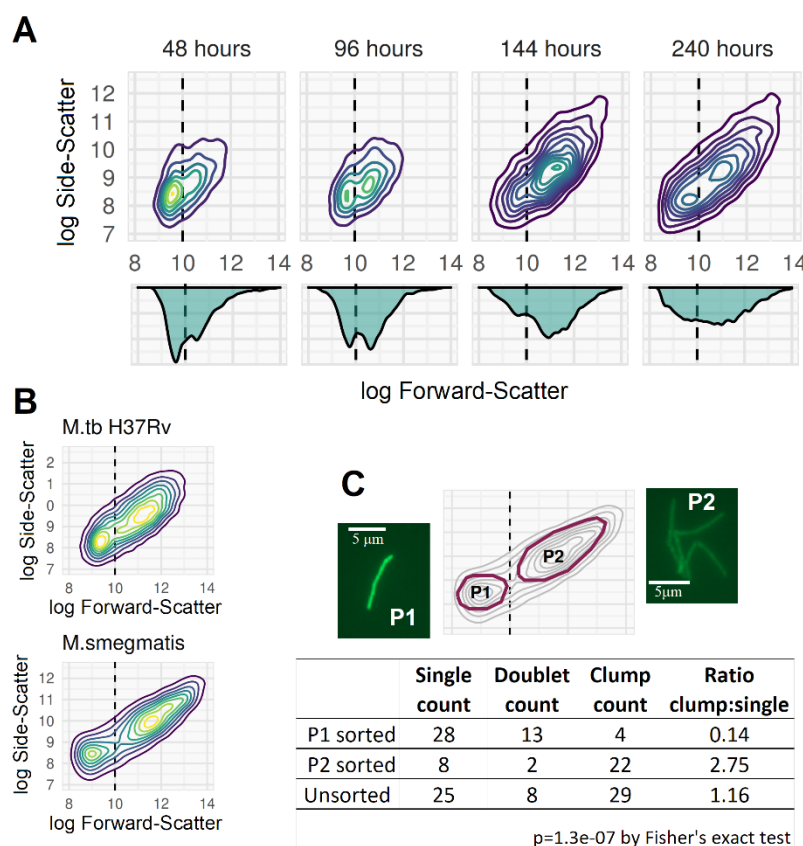 A
48 hours 96 hours 144 hours 240 hours
log Side-Scatter
12
11
10
9
8
7
8 10 12 14 8 10 12 14 8 10 12 14 8 10 12 14
log Forward-Scatter
B
M.tb H37Rv
log Side-Scatter
2
1
0
9
8
7
8 10 12 14
log Forward-Scatter
M.smegmatis
log Side-Scatter
12
11
10
9
8
7
8 10 12 14
log Forward-Scatter
C
5 μm
P1
P1
P2
P2
5μm
Single count Doublet count Clump count Ratio clump:single
P1 sorted 28 13 4 0.14
P2 sorted 8 2 22 2.75
Unsorted 25 8 29 1.16
p=1.3e-07 by Fisher's exact test